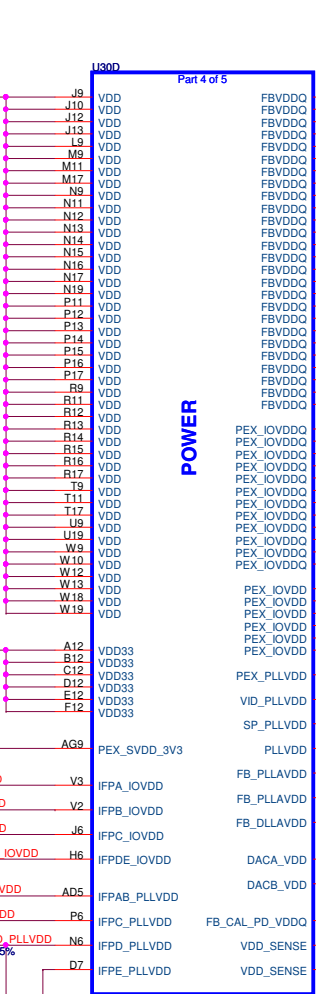 U30D
Part 4 of 5
J9 VDD FBVDDQ
J10 VDD FBVDDQ
J12 VDD FBVDDQ
J13 VDD FBVDDQ
L9 VDD FBVDDQ
M9 VDD FBVDDQ
M11 VDD FBVDDQ
M17 VDD FBVDDQ
N9 VDD FBVDDQ
N11 VDD FBVDDQ
N12 VDD FBVDDQ
N13 VDD FBVDDQ
N14 VDD FBVDDQ
N15 VDD FBVDDQ
N16 VDD FBVDDQ
N17 VDD FBVDDQ
N19 VDD FBVDDQ
P11 VDD FBVDDQ
P12 VDD FBVDDQ
P13 VDD FBVDDQ
P14 VDD FBVDDQ
P15 VDD FBVDDQ
P16 VDD FBVDDQ
P17 VDD FBVDDQ
R9 VDD FBVDDQ
R11 VDD FBVDDQ
R12 VDD
R13 VDD PEX_IOVDDQ
R14 VDD PEX_IOVDDQ
R15 VDD PEX_IOVDDQ
R16 VDD PEX_IOVDDQ
R17 VDD PEX_IOVDDQ
T9 VDD PEX_IOVDDQ
T11 VDD PEX_IOVDDQ
T17 VDD PEX_IOVDDQ
U9 VDD PEX_IOVDDQ
U19 VDD PEX_IOVDDQ
W9 VDD PEX_IOVDDQ
W10 VDD PEX_IOVDDQ
W12 VDD
W13 VDD PEX_IOVDD
W18 VDD PEX_IOVDD
W19 VDD PEX_IOVDD
PEX_IOVDD
PEX_IOVDD
A12 VDD33 PEX_IOVDD
B12 VDD33
C12 VDD33 PEX_PLLVDD
D12 VDD33
E12 VDD33 VID_PLLVDD
F12 VDD33
SP_PLLVDD
AG9 PEX_SVDD_3V3 PLLVDD
FB_PLLAVDD
V3 IFPA_IOVDD
FB_PLLAVDD
V2 IFPB_IOVDD
FB_DLLAVDD
J6 IFPC_IOVDD
IOVDD H6 IFPDE_IOVDD DACA_VDD
DACB_VDD
VDD AD5 IFPAB_PLLVDD
DD P6 IFPC_PLLVDD FB_CAL_PD_VDDQ
_PLLVDD N6 IFPD_PLLVDD VDD_SENSE
5%
D7 IFPE_PLLVDD VDD_SENSE
POWER